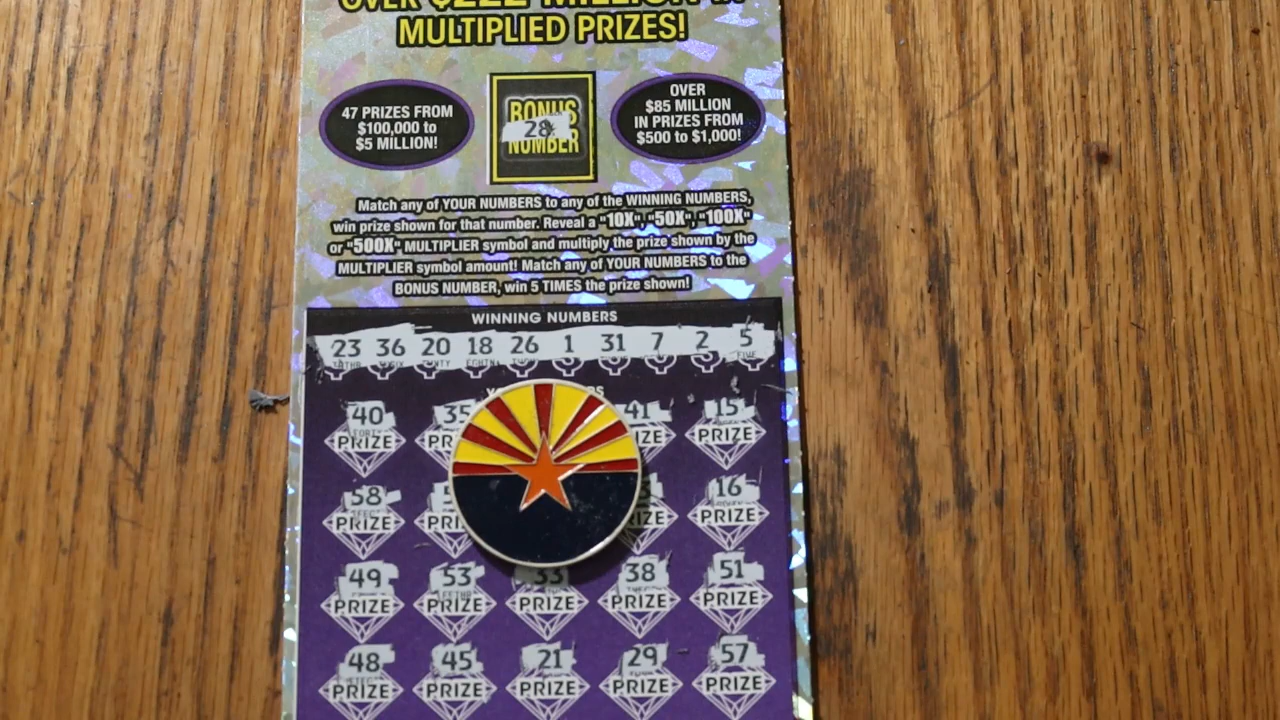 OVER $222 MILLION IN
MULTIPLIED PRIZES!
47 PRIZES FROM
$100,000 to
$5 MILLION!
BONUS
28
NUMBER
OVER
$85 MILLION
IN PRIZES FROM
$500 to $1,000!
Match any of YOUR NUMBERS to any of the WINNING NUMBERS,
win prize shown for that number. Reveal a "10X", "50X", "100X"
or "500X" MULTIPLIER symbol and multiply the prize shown by the
MULTIPLIER symbol amount! Match any of YOUR NUMBERS to the
BONUS NUMBER, win 5 TIMES the prize shown!
WINNING NUMBERS
23 36 20 18 26 1 31 7 2 5
FIVE
40 35 41 15
PRIZE PRIZE
58 16
PRIZE PRIZE
49 53 33 38 51
PRIZE PRIZE PRIZE PRIZE PRIZE
48 45 21 29 57
PRIZE PRIZE PRIZE PRIZE PRIZE